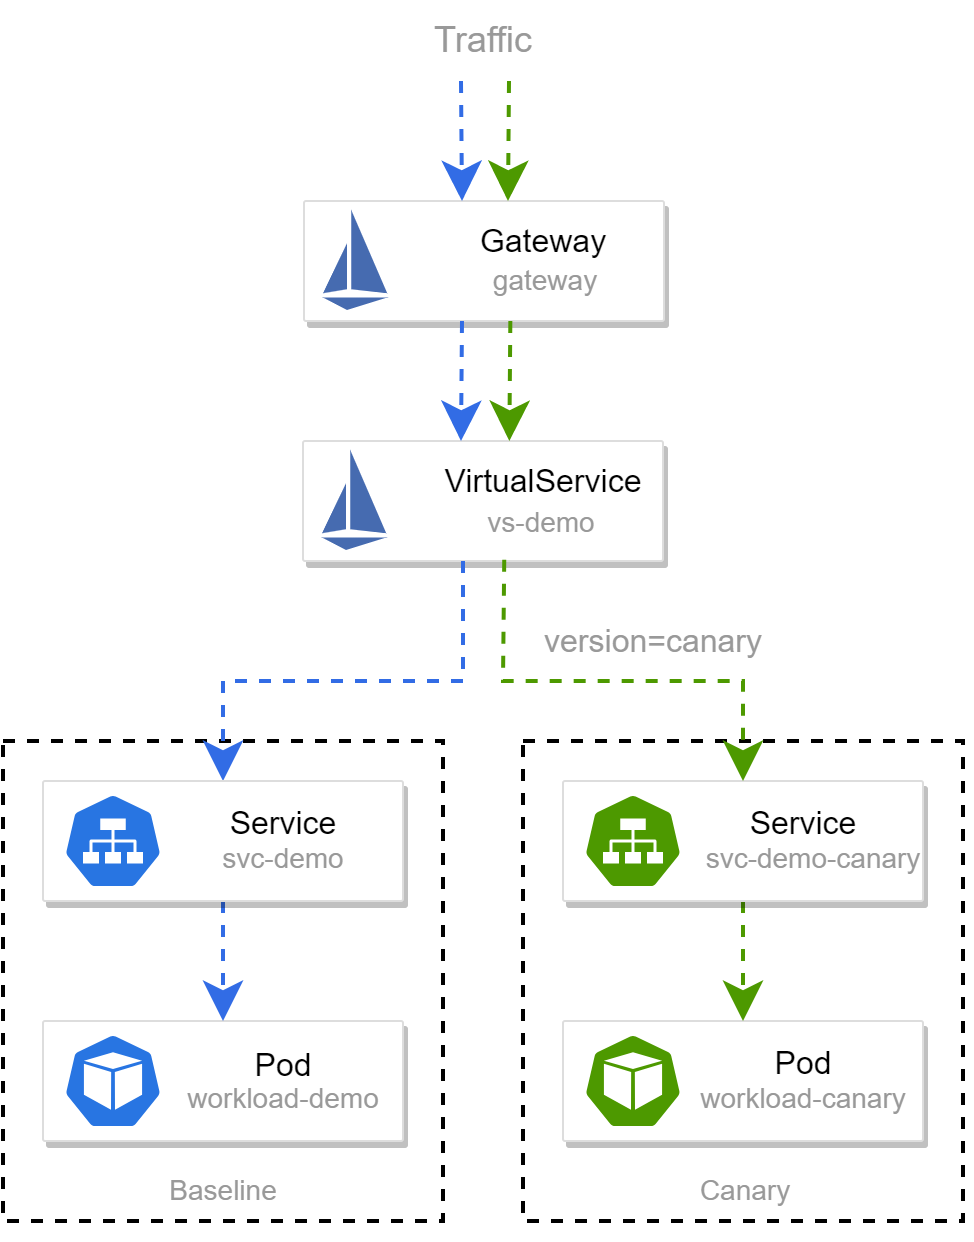 Traffic
Gateway
gateway
VirtualService
vs-demo
version=canary
Service
svc-demo
Service
svc-demo-canary
Pod
workload-demo
Pod
workload-canary
Baseline
Canary